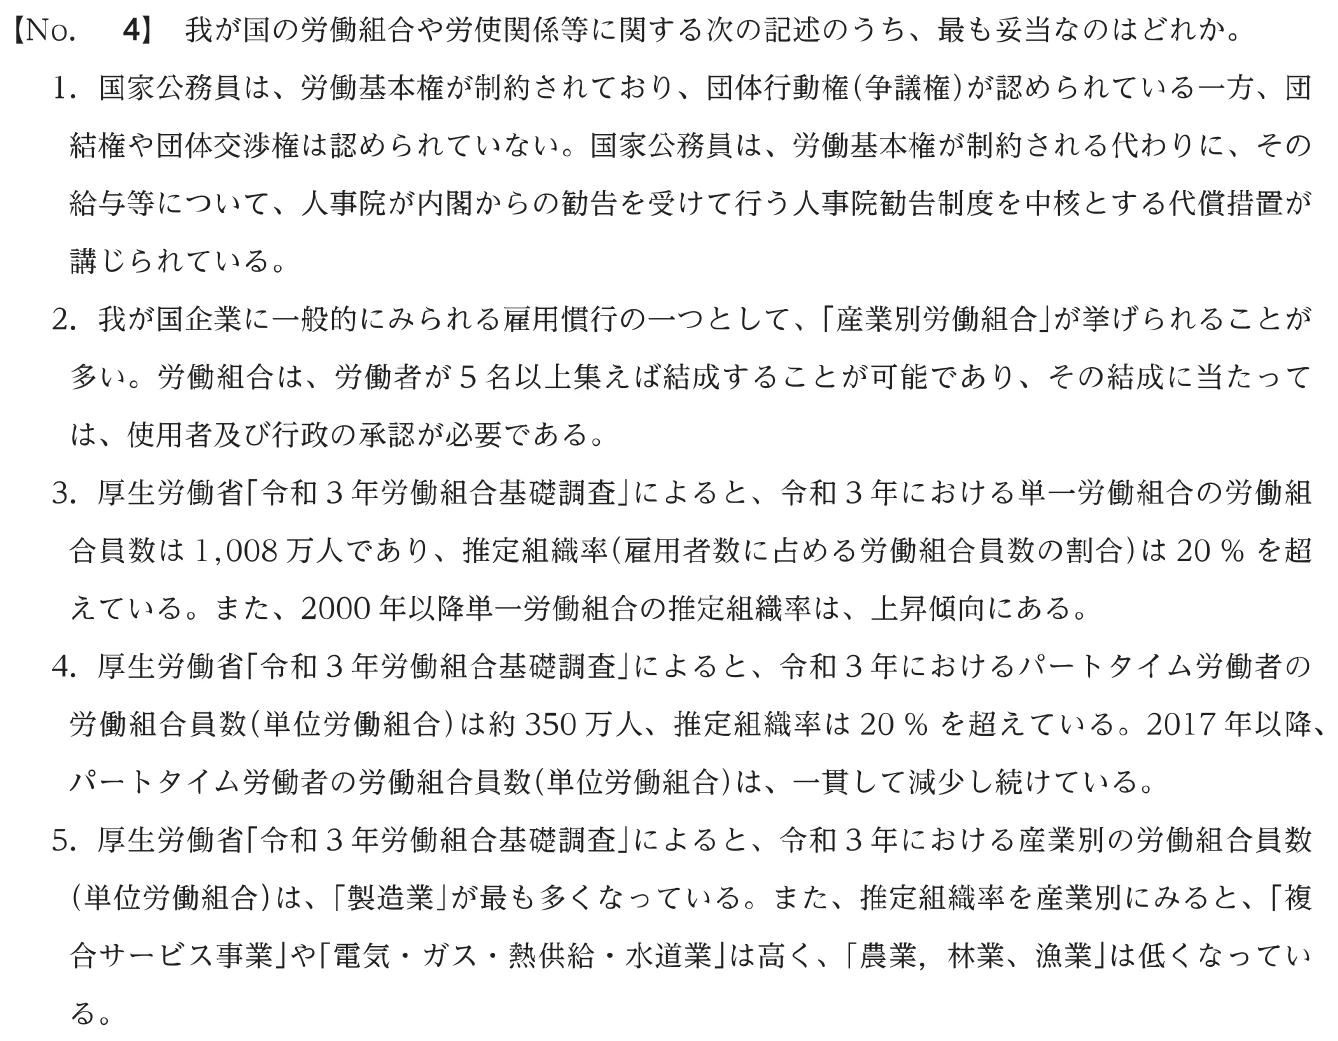 【No. 4】 我が国の労働組合や労使関係等に関する次の記述のうち、最も妥当なのはどれか。
1. 国家公務員は、労働基本権が制約されており、団体行動権(争議権)が認められている一方、団
結権や団体交渉権は認められていない。国家公務員は、労働基本権が制約される代わりに、その
給与等について、人事院が内閣からの勧告を受けて行う人事院勧告制度を中核とする代償措置が
講じられている。
2. 我が国企業に一般的にみられる雇用慣行の一つとして、「産業別労働組合」が挙げられることが
多い。労働組合は、労働者が5名以上集えば結成することが可能であり、その結成に当たって
は、使用者及び行政の承認が必要である。
3. 厚生労働省「令和3年労働組合基礎調査」によると、令和3年における単一労働組合の労働組
合員数は1,008万人であり、推定組織率(雇用者数に占める労働組合員数の割合)は20 % を超
えている。また、2000年以降単一労働組合の推定組織率は、上昇傾向にある。
4. 厚生労働省「令和3年労働組合基礎調査」によると、令和3年におけるパートタイム労働者の
労働組合員数(単位労働組合)は約350万人、推定組織率は20 % を超えている。2017年以降、
パートタイム労働者の労働組合員数(単位労働組合)は、一貫して減少し続けている。
5. 厚生労働省「令和3年労働組合基礎調査」によると、令和3年における産業別の労働組合員数
(単位労働組合)は、「製造業」が最も多くなっている。また、推定組織率を産業別にみると、「複
合サービス事業」や「電気・ガス・熱供給・水道業」は高く、「農業，林業、漁業」は低くなってい
る。